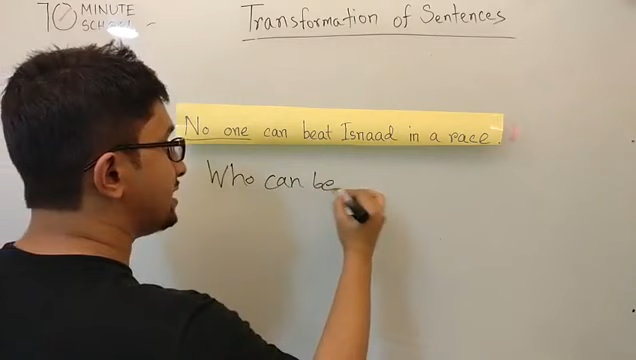 10 MINUTE
SCHOOL
Transformation of Sentences
No one can beat Isnaad in a race.
Who can be